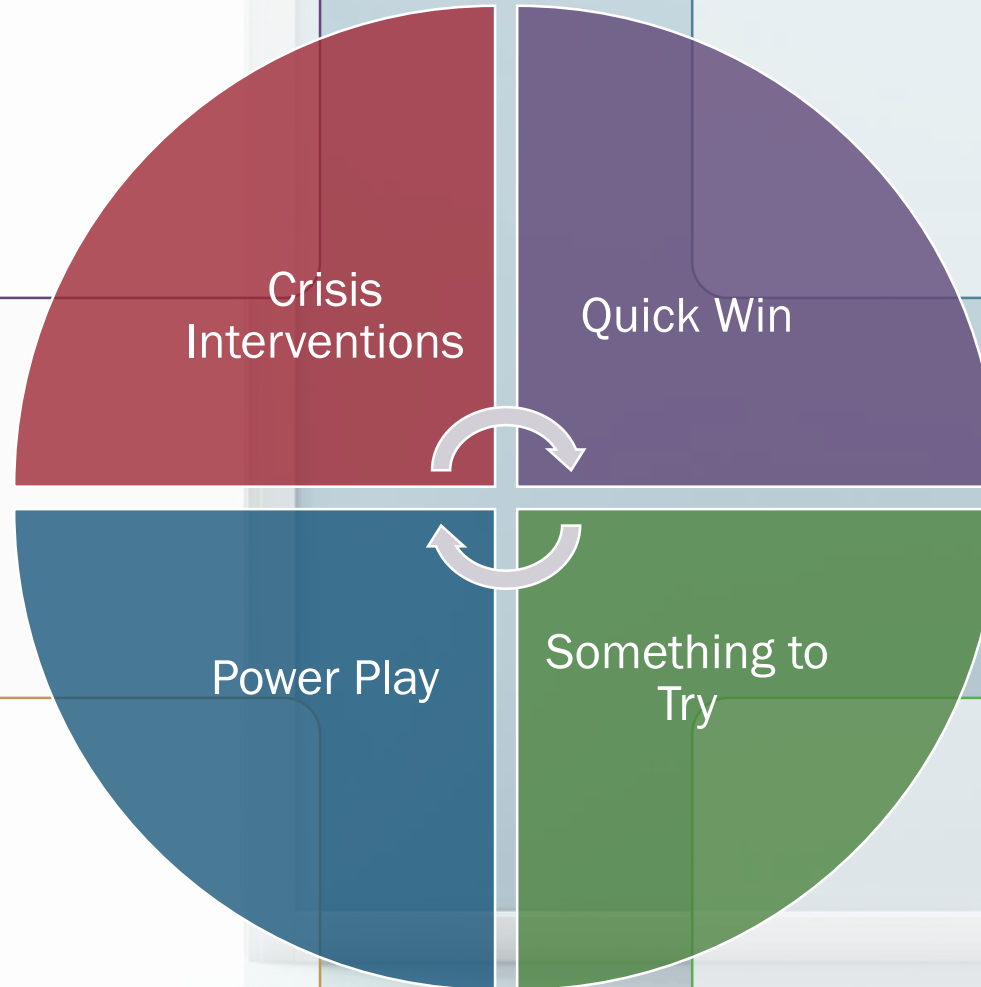 Crisis
Interventions
Quick Win
Power Play
Something to
Try